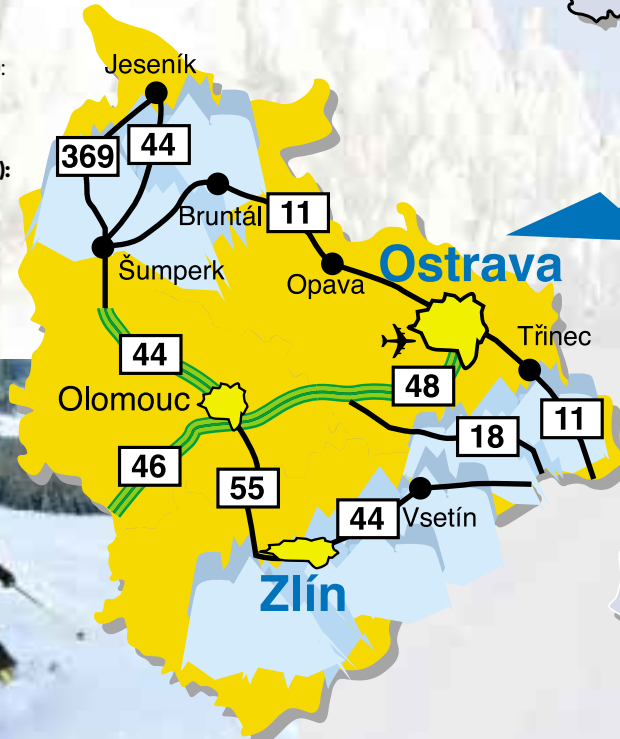 :
Jeseník
369
44
):
Bruntál
11
Šumperk
Opava
Ostrava
44
Třinec
Olomouc
48
11
18
46
55
44
Vsetín
Zlín